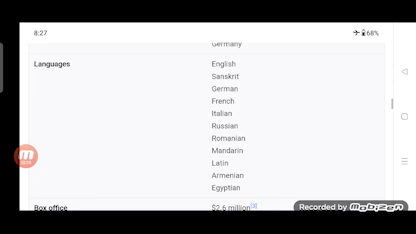 8:27
68%
Germany
Languages
English
Sanskrit
German
French
Italian
Russian
Romanian
Mandarin
Latin
Armenian
Egyptian
Box office
$2.6 million[3]
Recorded by Mobizen